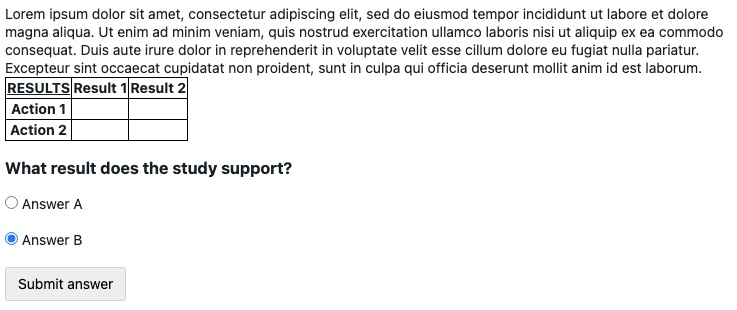 Lorem ipsum dolor sit amet, consectetur adipiscing elit, sed do eiusmod tempor incididunt ut labore et dolore
magna aliqua. Ut enim ad minim veniam, quis nostrud exercitation ullamco laboris nisi ut aliquip ex ea commodo
consequat. Duis aute irure dolor in reprehenderit in voluptate velit esse cillum dolore eu fugiat nulla pariatur.
Excepteur sint occaecat cupidatat non proident, sunt in culpa qui officia deserunt mollit anim id est laborum.
RESULTS Result 1 Result 2
Action 1
Action 2
What result does the study support?
Answer A
Answer B
Submit answer